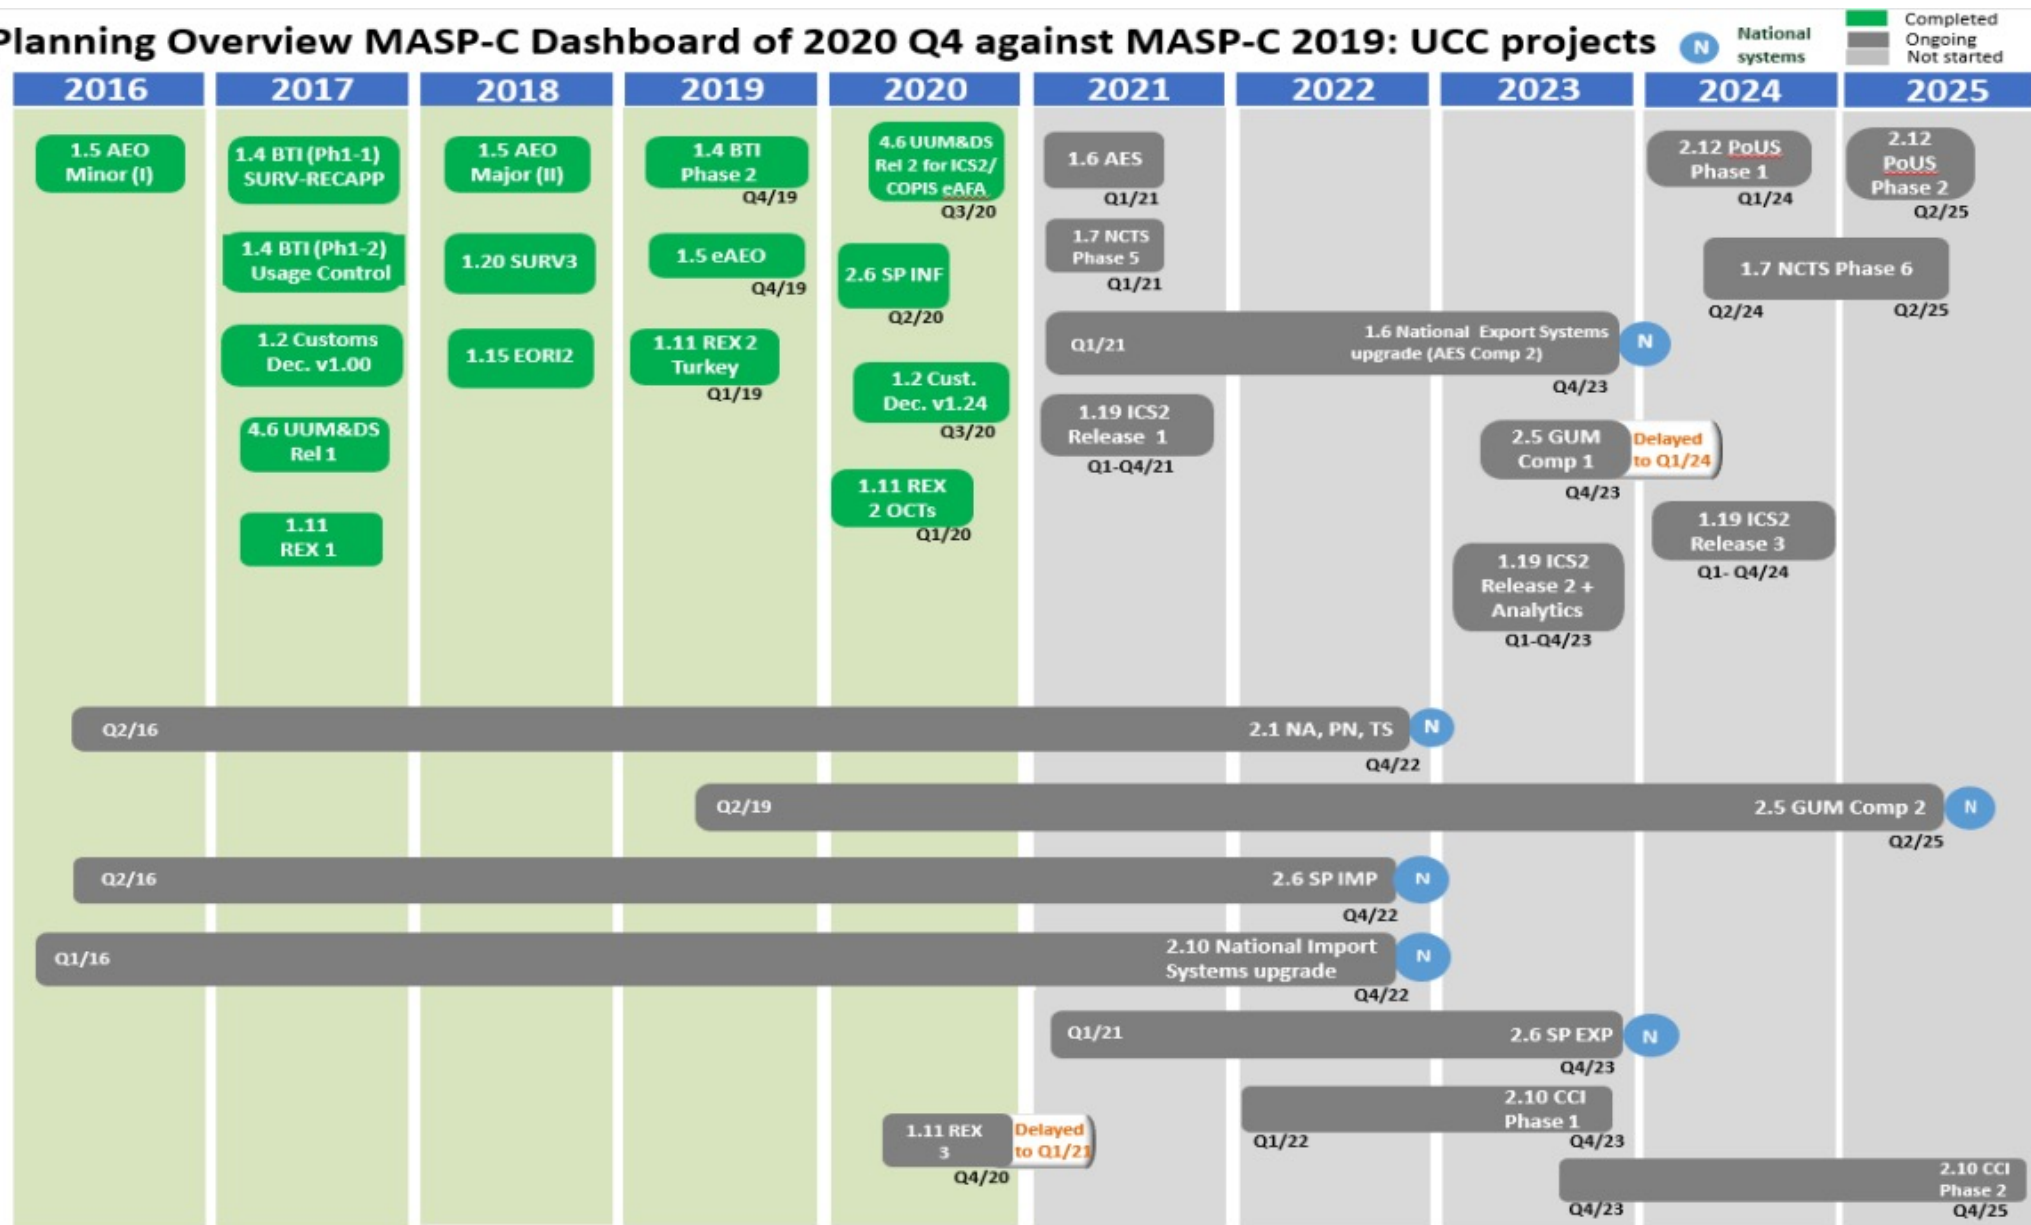 Planning Overview MASP-C Dashboard of 2020 Q4 against MASP-C 2019: UCC projects
N
National
systems
Completed
Ongoing
Not started
2016
2017
2018
2019
2020
2021
2022
2023
2024
2025
1.5 AEO
Minor (I)
1.4 BTI (Ph1-1)
SURV-RECAPP
1.4 BTI (Ph1-2)
Usage Control
1.2 Customs
Dec. v1.00
4.6 UUM&DS
Rel 1
1.11
REX 1
1.5 AEO
Major (II)
1.20 SURV3
1.15 EORI2
1.4 BTI
Phase 2
Q4/19
1.5 eAEO
Q4/19
1.11 REX 2
Turkey
Q1/19
4.6 UUM&DS
Rel 2 for ICS2/
COPIS eAFA
Q3/20
2.6 SP INF
Q2/20
1.2 Cust.
Dec. v1.24
Q3/20
1.11 REX
2 OCTs
Q1/20
1.6 AES
Q1/21
1.7 NCTS
Phase 5
Q1/21
Q1/21
1.6 National Export Systems
upgrade (AES Comp 2)
N
Q4/23
1.19 ICS2
Release 1
Q1-Q4/21
2.5 GUM
Comp 1
Delayed
to Q1/24
Q4/23
1.19 ICS2
Release 2 +
Analytics
Q1-Q4/23
2.12 PoUS
Phase 1
Q1/24
2.12
PoUS
Phase 2
Q2/25
1.7 NCTS Phase 6
Q2/24
Q2/25
1.19 ICS2
Release 3
Q1- Q4/24
Q2/16
2.1 NA, PN, TS
N
Q4/22
Q2/19
2.5 GUM Comp 2
N
Q2/25
Q2/16
2.6 SP IMP
N
Q4/22
Q1/16
2.10 National Import
Systems upgrade
N
Q4/22
Q1/21
2.6 SP EXP
N
Q4/23
2.10 CCI
Phase 1
Q1/22
Q4/23
1.11 REX
3
Delayed
to Q1/21
Q4/20
2.10 CCI
Phase 2
Q4/23
Q4/25